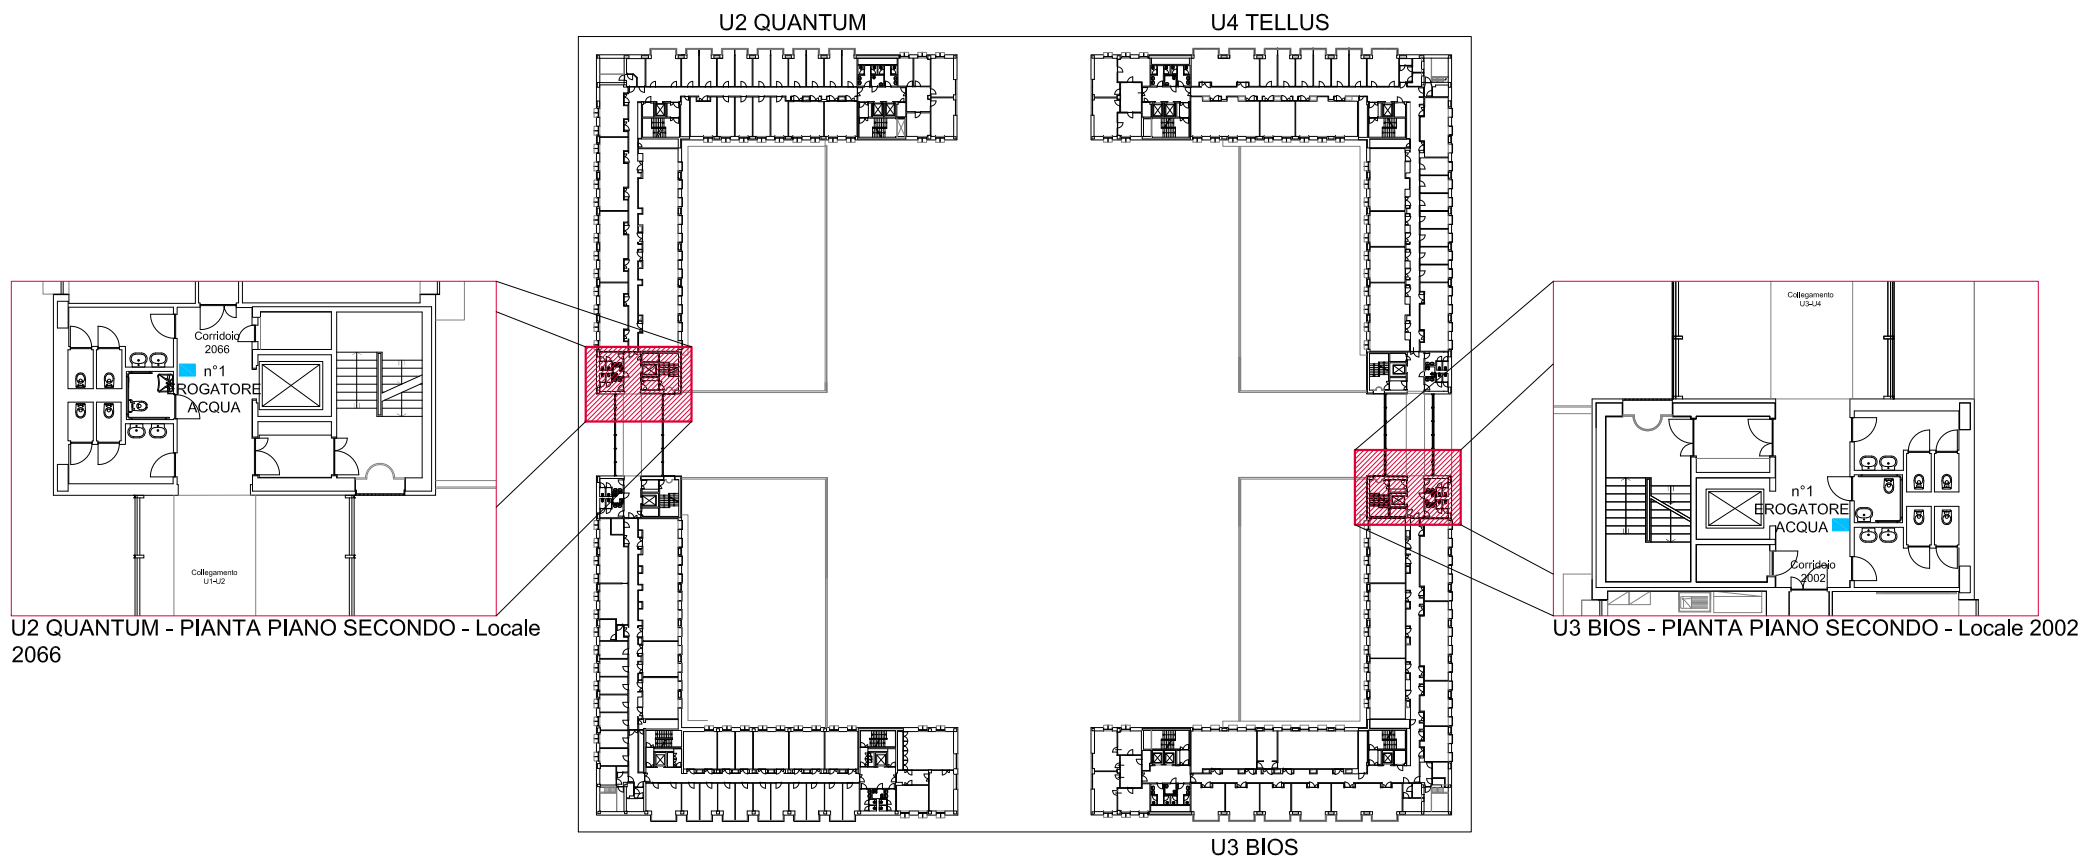 U2 QUANTUM
U4 TELLUS
Corridoio
2066
n°1
EROGATORE
ACQUA
Collegamento
U1-U2
U2 QUANTUM - PIANTA PIANO SECONDO - Locale
2066
Collegamento
U3-U4
n°1
EROGATORE
ACQUA
Corridoio
2002
U3 BIOS - PIANTA PIANO SECONDO - Locale 2002
U3 BIOS